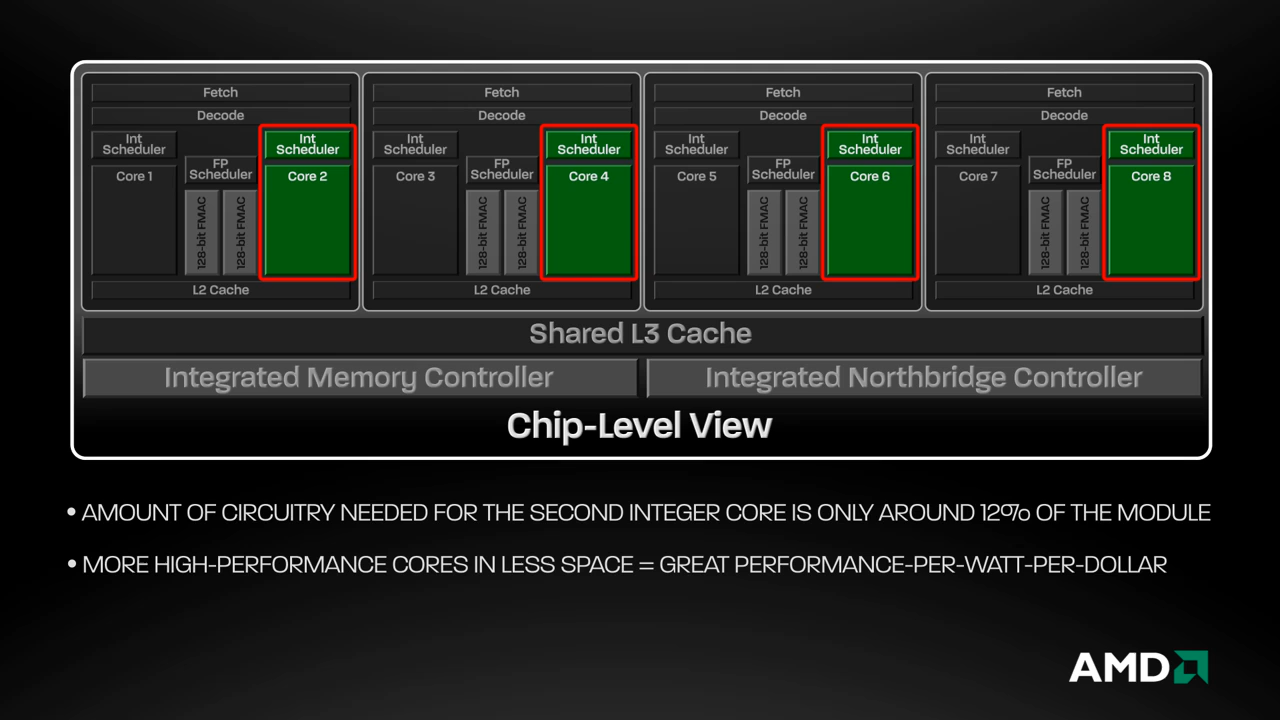 Fetch Fetch Fetch Fetch
Decode Decode Decode Decode
Int Scheduler
Int Scheduler
Int Scheduler
Int Scheduler
Int Scheduler
Int Scheduler
Int Scheduler
Int Scheduler
FP Scheduler
FP Scheduler
FP Scheduler
FP Scheduler
Core 1 Core 2 Core 3 Core 4 Core 5 Core 6 Core 7 Core 8
128-bit FMAC 128-bit FMAC 128-bit FMAC 128-bit FMAC 128-bit FMAC 128-bit FMAC 128-bit FMAC 128-bit FMAC
L2 Cache L2 Cache L2 Cache L2 Cache
Shared L3 Cache
Integrated Memory Controller Integrated Northbridge Controller
Chip-Level View
• AMOUNT OF CIRCUITRY NEEDED FOR THE SECOND INTEGER CORE IS ONLY AROUND 12% OF THE MODULE
• MORE HIGH-PERFORMANCE CORES IN LESS SPACE = GREAT PERFORMANCE-PER-WATT-PER-DOLLAR
AMD